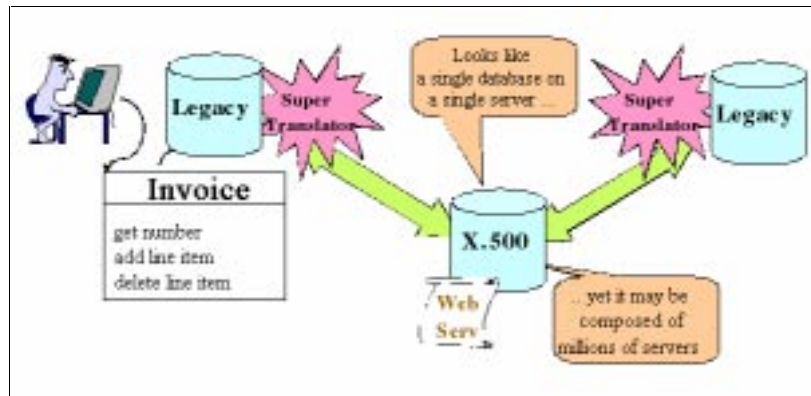 Legacy
Super
Translator
Invoice
get number
add line item
delete line item
Looks like
a single database on
a single server ...
X.500
Web
Serv
Super
Translator
Legacy
.. yet it may be
composed of
millions of servers